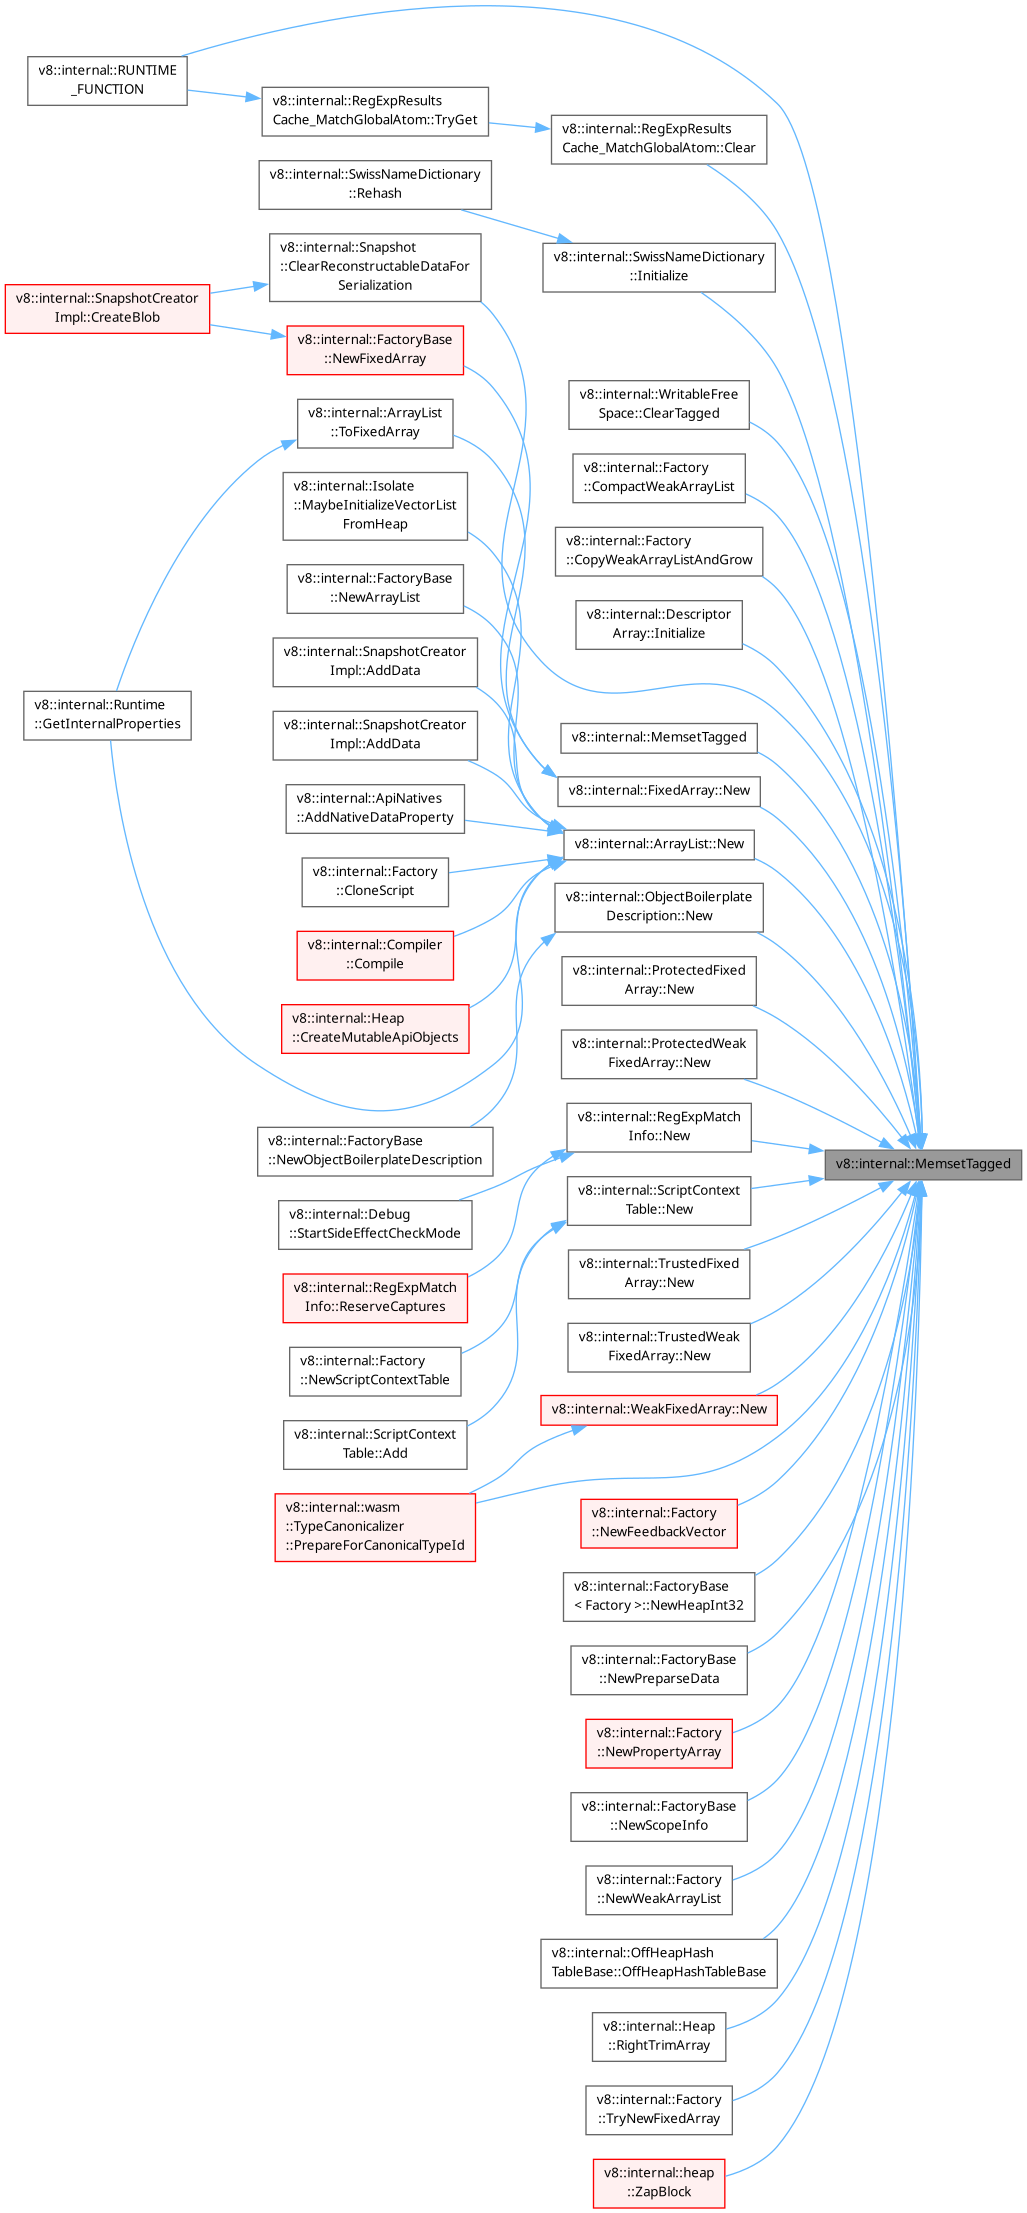 v8::internal::RUNTIME
_FUNCTION
v8::internal::RegExpResults
Cache_MatchGlobalAtom::TryGet
v8::internal::RegExpResults
Cache_MatchGlobalAtom::Clear
v8::internal::SwissNameDictionary
::Rehash
v8::internal::Snapshot
::ClearReconstructableDataFor
Serialization
v8::internal::SwissNameDictionary
::Initialize
v8::internal::SnapshotCreator
Impl::CreateBlob
v8::internal::FactoryBase
::NewFixedArray
v8::internal::WritableFree
Space::ClearTagged
v8::internal::ArrayList
::ToFixedArray
v8::internal::Factory
::CompactWeakArrayList
v8::internal::Isolate
::MaybeInitializeVectorList
FromHeap
v8::internal::Factory
::CopyWeakArrayListAndGrow
v8::internal::FactoryBase
::NewArrayList
v8::internal::Descriptor
Array::Initialize
v8::internal::SnapshotCreator
Impl::AddData
v8::internal::Runtime
::GetInternalProperties
v8::internal::SnapshotCreator
Impl::AddData
v8::internal::MemsetTagged
v8::internal::FixedArray::New
v8::internal::ApiNatives
::AddNativeDataProperty
v8::internal::ArrayList::New
v8::internal::Factory
::CloneScript
v8::internal::ObjectBoilerplate
Description::New
v8::internal::Compiler
::Compile
v8::internal::ProtectedFixed
Array::New
v8::internal::Heap
::CreateMutableApiObjects
v8::internal::ProtectedWeak
FixedArray::New
v8::internal::FactoryBase
::NewObjectBoilerplateDescription
v8::internal::RegExpMatch
Info::New
v8::internal::MemsetTagged
v8::internal::Debug
::StartSideEffectCheckMode
v8::internal::ScriptContext
Table::New
v8::internal::RegExpMatch
Info::ReserveCaptures
v8::internal::TrustedFixed
Array::New
v8::internal::Factory
::NewScriptContextTable
v8::internal::TrustedWeak
FixedArray::New
v8::internal::ScriptContext
Table::Add
v8::internal::WeakFixedArray::New
v8::internal::wasm
::TypeCanonicalizer
::PrepareForCanonicalTypeId
v8::internal::Factory
::NewFeedbackVector
v8::internal::FactoryBase
< Factory >::NewHeapInt32
v8::internal::FactoryBase
::NewPreparseData
v8::internal::Factory
::NewPropertyArray
v8::internal::FactoryBase
::NewScopeInfo
v8::internal::Factory
::NewWeakArrayList
v8::internal::OffHeapHash
TableBase::OffHeapHashTableBase
v8::internal::Heap
::RightTrimArray
v8::internal::Factory
::TryNewFixedArray
v8::internal::heap
::ZapBlock